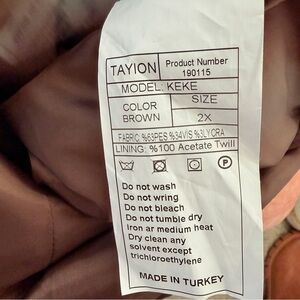 TAYION Product Number
190115
MODEL: KEKE
COLOR SIZE
BROWN 2X
FABRIC: %63PES %34VIS %3LYCRA
LINING: %100 Acetate Twill
P
Do not wash
Do not wring
Do not bleach
Do not tumble dry
Iron ar medium heat
Dry clean any
solvent except
trichloroethylene
MADE IN TURKEY